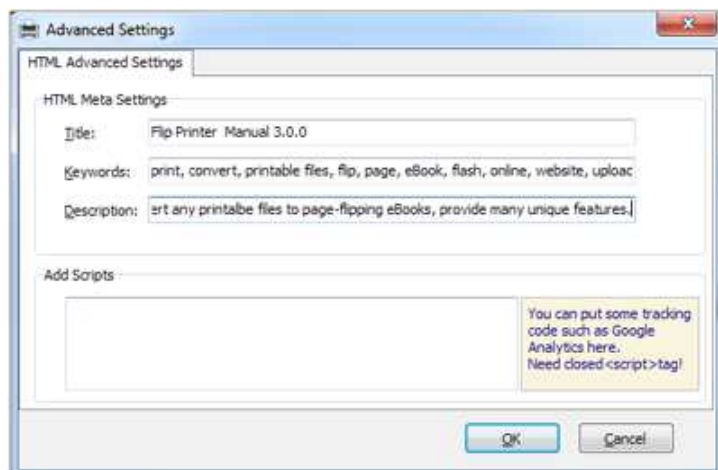 Advanced Settings
HTML Advanced Settings
HTML Meta Settings
Title: Flip Printer Manual 3.0.0
Keywords: print, convert, printable files, flip, page, eBook, flash, online, website, uploac
Description: ert any printalbe files to page-flipping eBooks, provide many unique features.
Add Scripts
You can put some tracking
code such as Google
Analytics here.
Need closed<script>tag!
OK Cancel